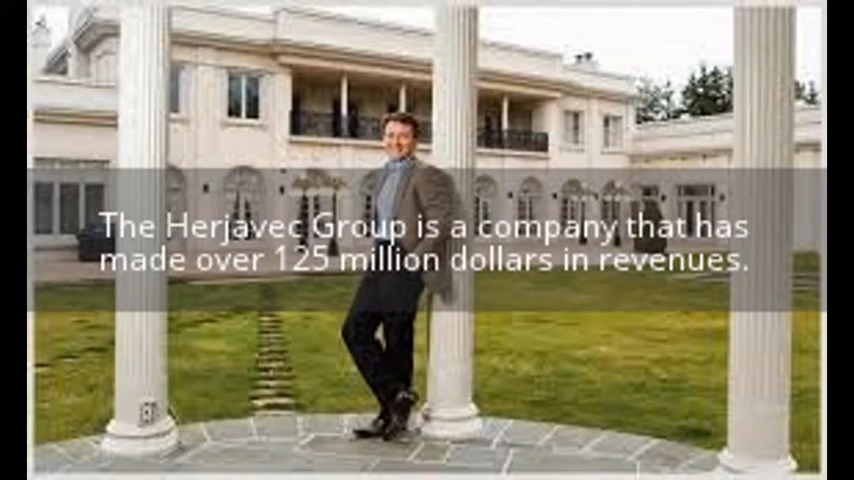 The Herjavec Group is a company that has
made over 125 million dollars in revenues.